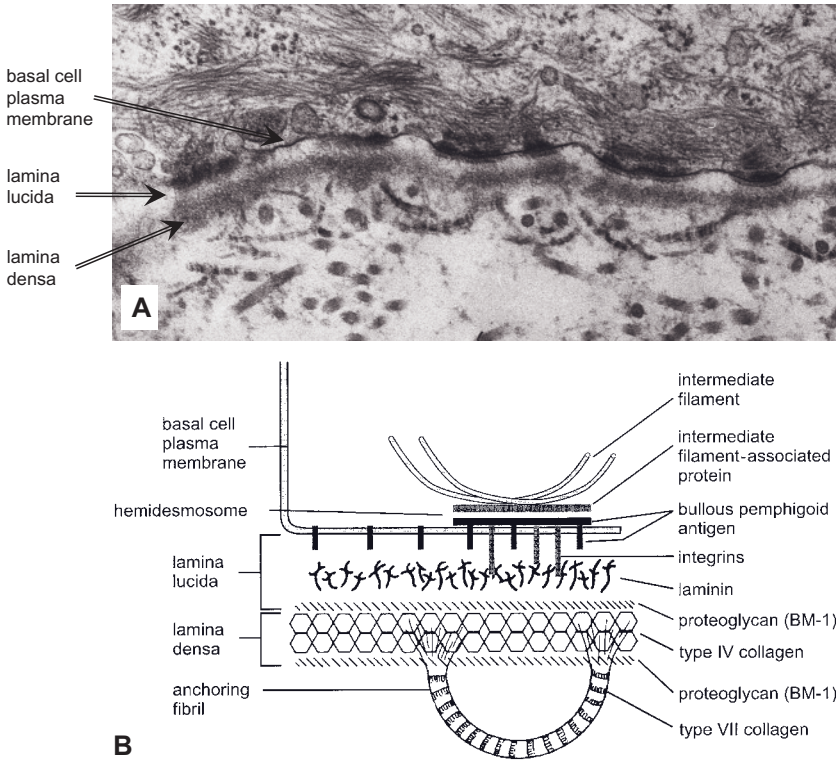 basal cell
plasma
membrane
lamina
lucida
lamina
densa
A
intermediate
filament
basal cell
plasma
membrane
intermediate
filament-associated
protein
hemidesmosome
bullous pemphigoid
antigen
lamina
lucida
integrins
laminin
proteoglycan (BM-1)
lamina
densa
type IV collagen
proteoglycan (BM-1)
anchoring
fibril
type VII collagen
B